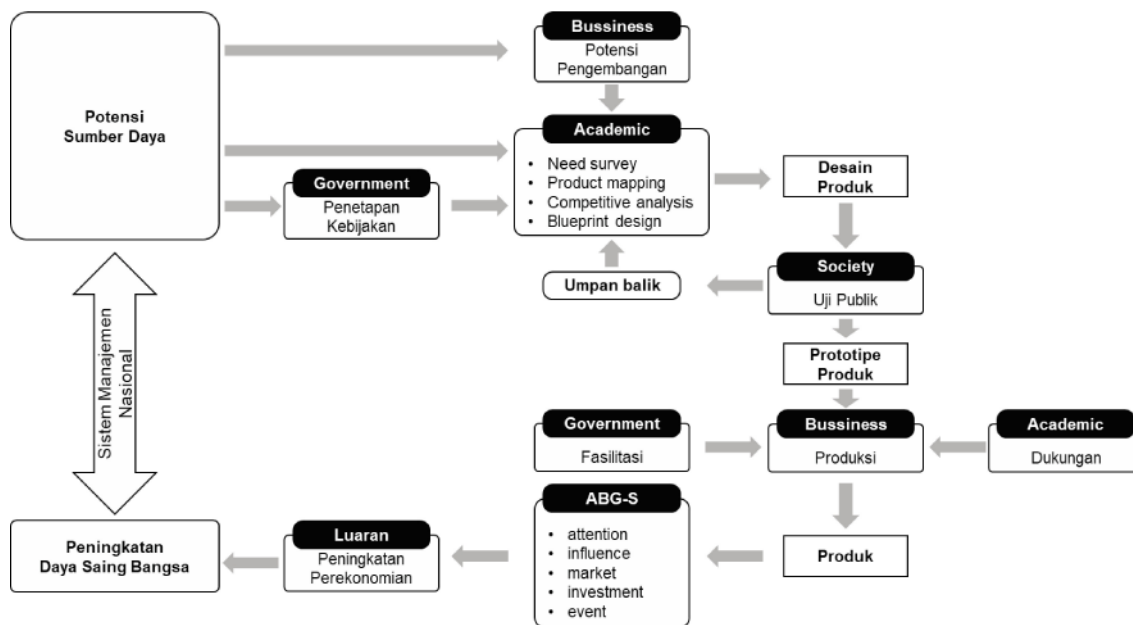 Potensi
Sumber Daya
Bussiness
Potensi
Pengembangan
Academic
• Need survey
• Product mapping
• Competitive analysis
• Blueprint design
Government
Penetapan
Kebijakan
Desain
Produk
Society
Uji Publik
Umpan balik
Prototipe
Produk
Government
Fasilitasi
Bussiness
Produksi
Academic
Dukungan
Produk
ABG-S
• attention
• influence
• market
• investment
• event
Luaran
Peningkatan
Perekonomian
Peningkatan
Daya Saing Bangsa
Sistem Manajemen
Nasional